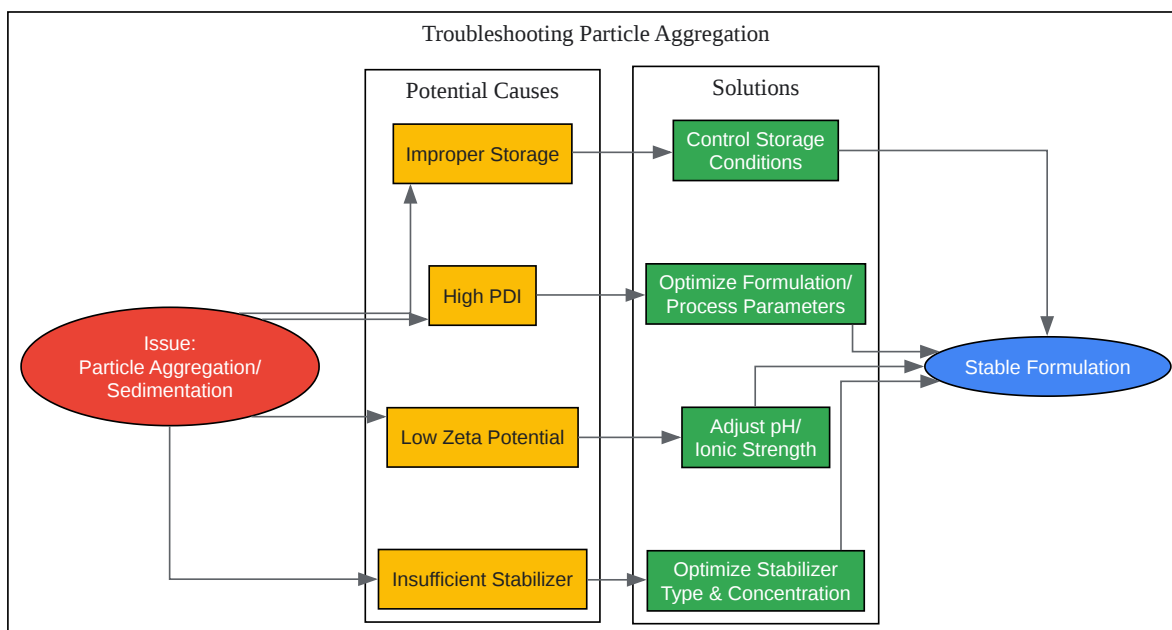 Troubleshooting Particle Aggregation
Potential Causes
Solutions
Improper Storage
Control Storage
Conditions
High PDI
Optimize Formulation/
Process Parameters
Issue:
Particle Aggregation/
Sedimentation
Stable Formulation
Low Zeta Potential
Adjust pH/
Ionic Strength
Insufficient Stabilizer
Optimize Stabilizer
Type & Concentration